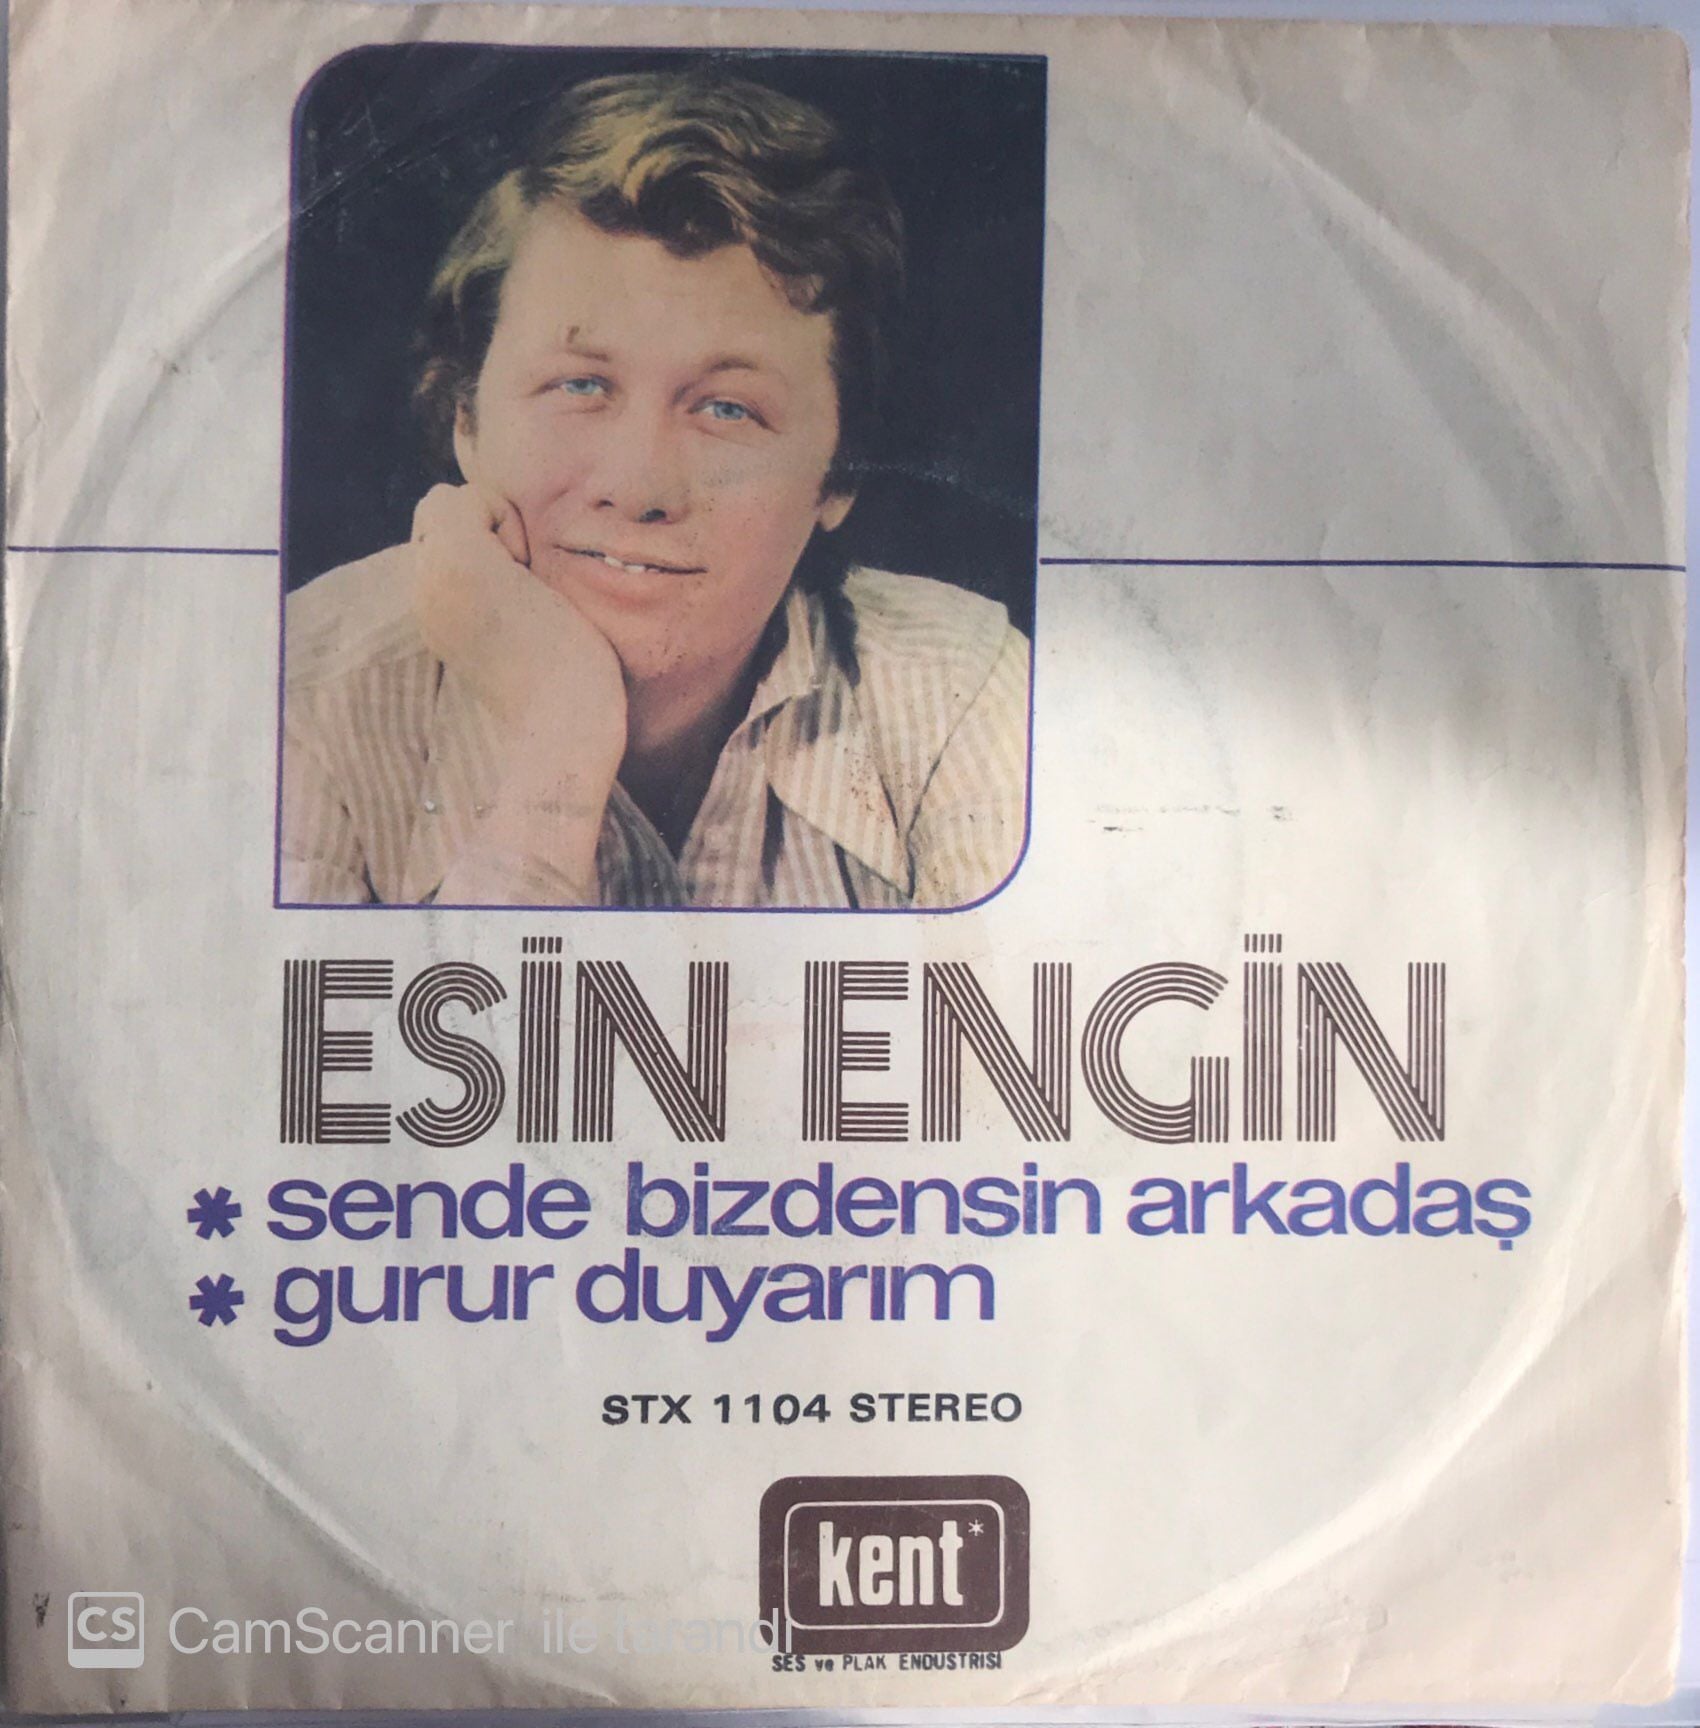 ESİN ENGİN
* sende bizdensin arkadaş
* gurur duyarım
STX 1104 STEREO
kent*
SES ve PLAK ENDUSTRISI
CS CamScanner ile tarandı